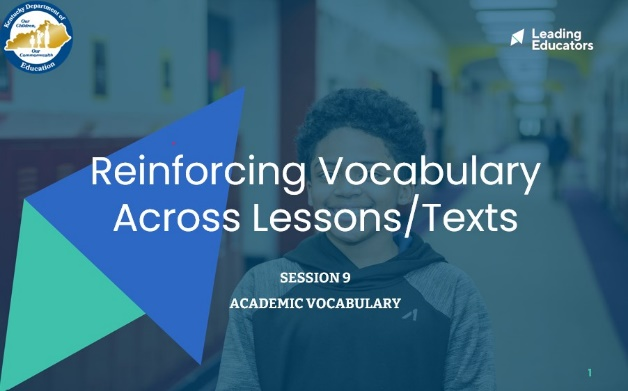 Kentucky Department of
Our
Children,
Our
Commonwealth
Education
Leading
Educators
Reinforcing Vocabulary
Across Lessons/Texts
SESSION 9
ACADEMIC VOCABULARY
1